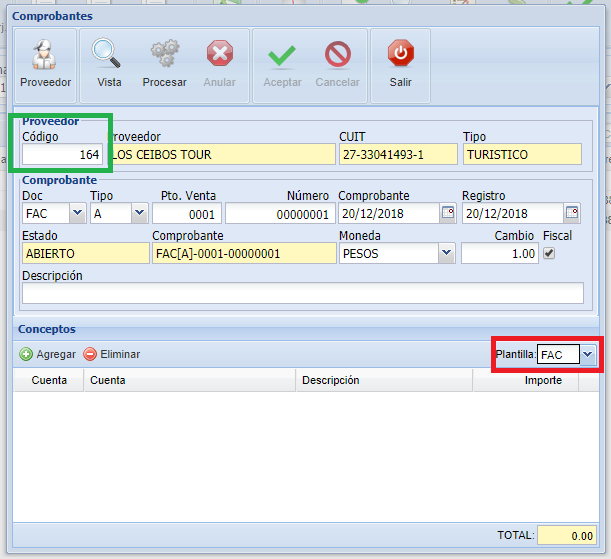 Comprobantes
Proveedor Vista Procesar Anular Aceptar Cancelar Salir
Proveedor
Código Proveedor CUIT Tipo
164 LOS CEIBOS TOUR 27-33041493-1 TURISTICO
Comprobante
Doc Tipo Pto. Venta Número Comprobante Registro
FAC A 0001 00000001 20/12/2018 20/12/2018
Estado Comprobante Moneda Cambio Fiscal
ABIERTO FAC[A]-0001-00000001 PESOS 1.00
Descripción
Conceptos
Agregar Eliminar Plantilla: FAC
Cuenta Cuenta Descripción Importe
TOTAL: 0.00